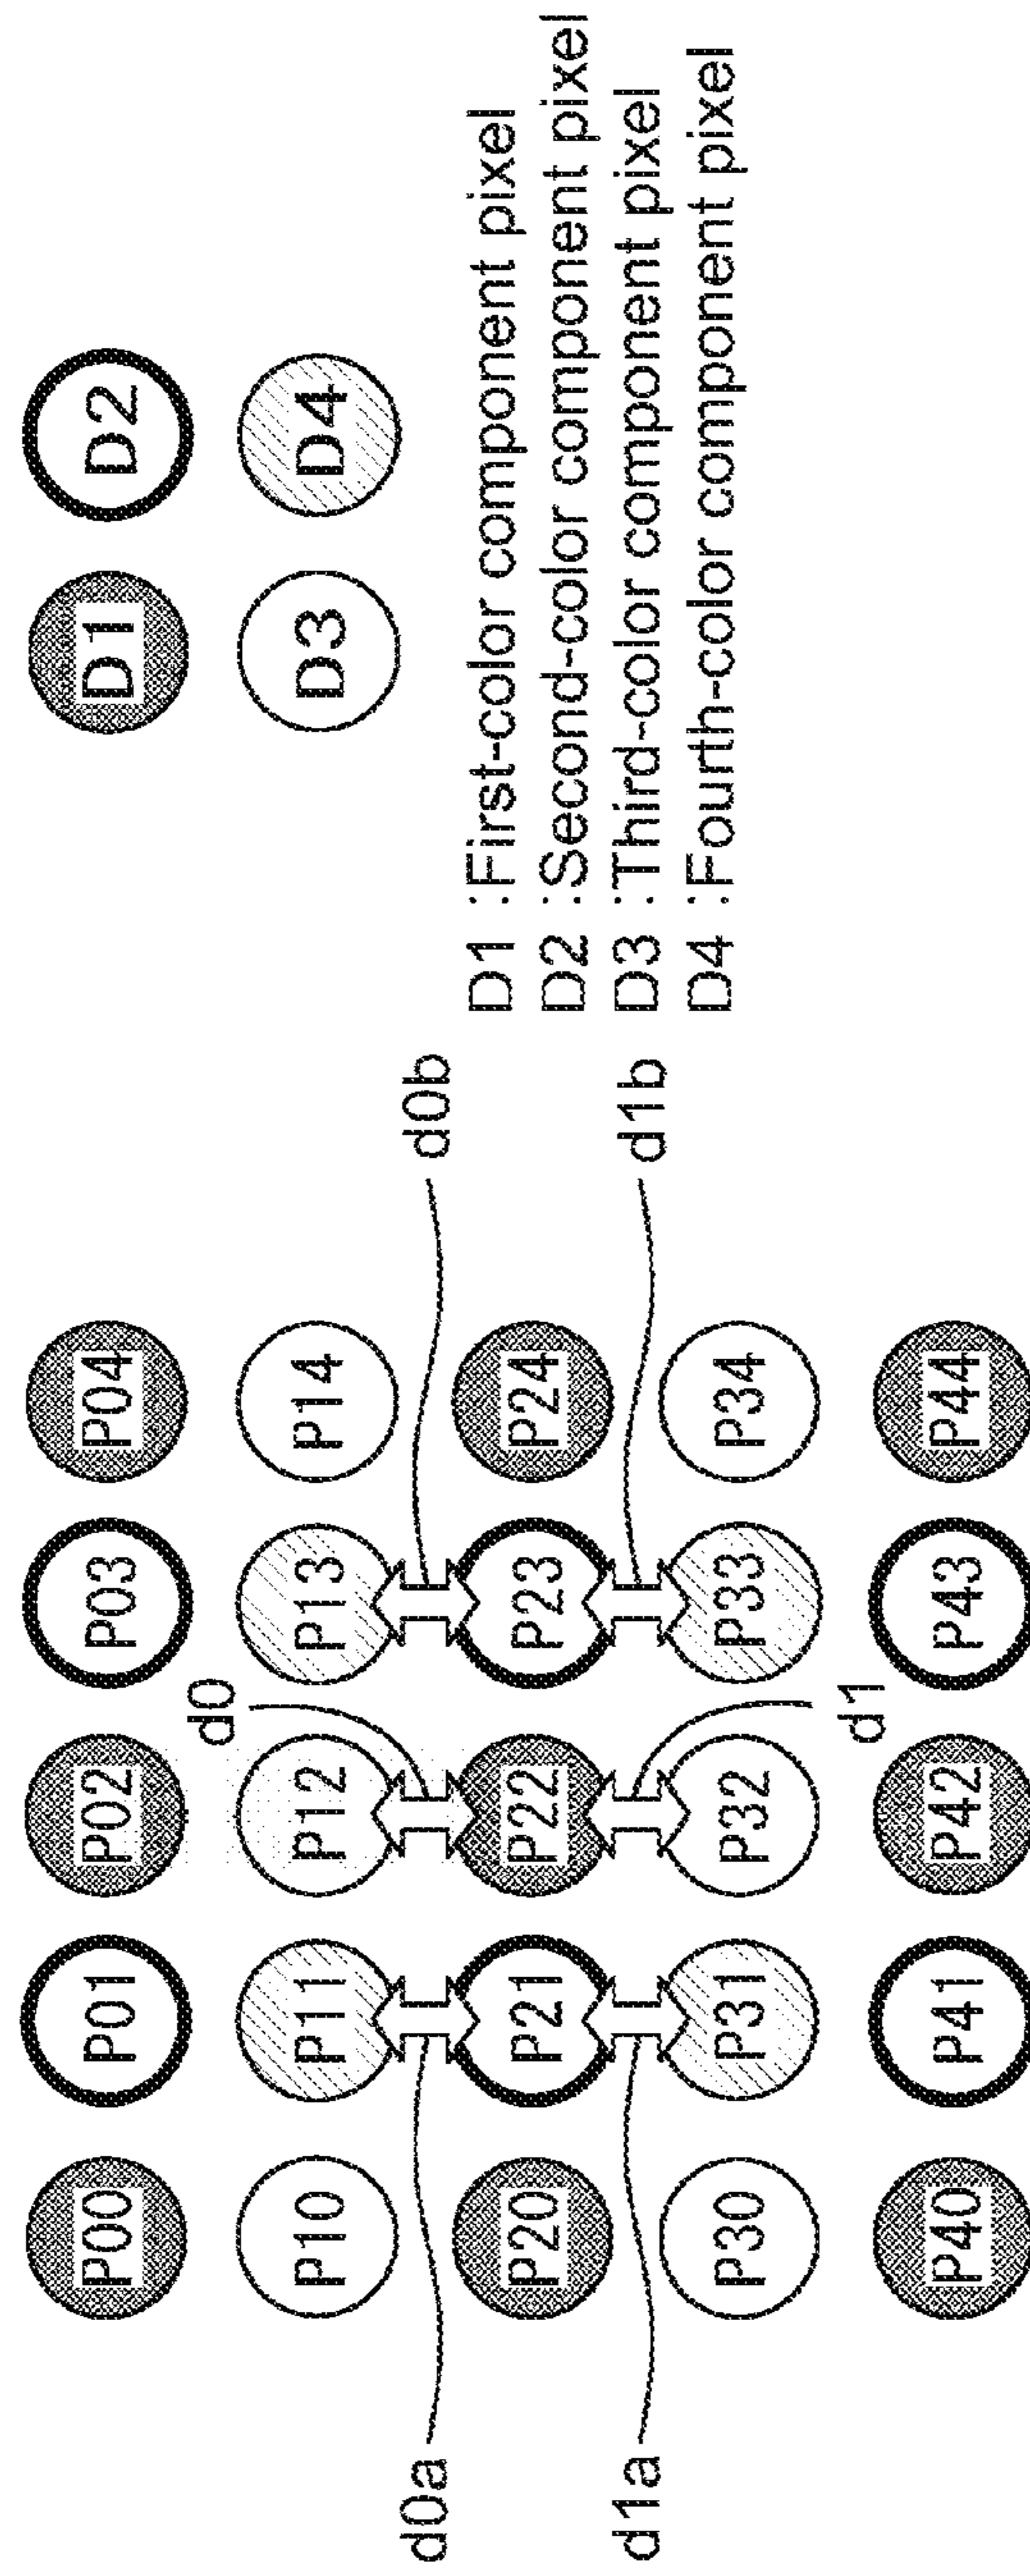 P00 P01 P02 P03 P04
d0
P10 P11 P12 P13 P14
d0a d0b
P20 P21 P22 P23 P24
d1a d1b
P30 P31 P32 P33 P34
d1
P40 P41 P42 P43 P44
D1 D2
D3 D4
D1 :First-color component pixel
D2 :Second-color component pixel
D3 :Third-color component pixel
D4 :Fourth-color component pixel